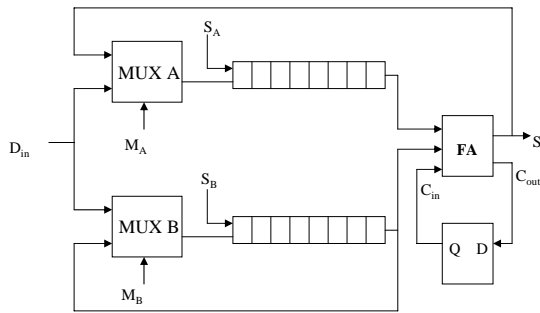 S_A
MUX A
M_A
D_in
FA
S
C_out
C_in
S_B
MUX B
Q D
M_B